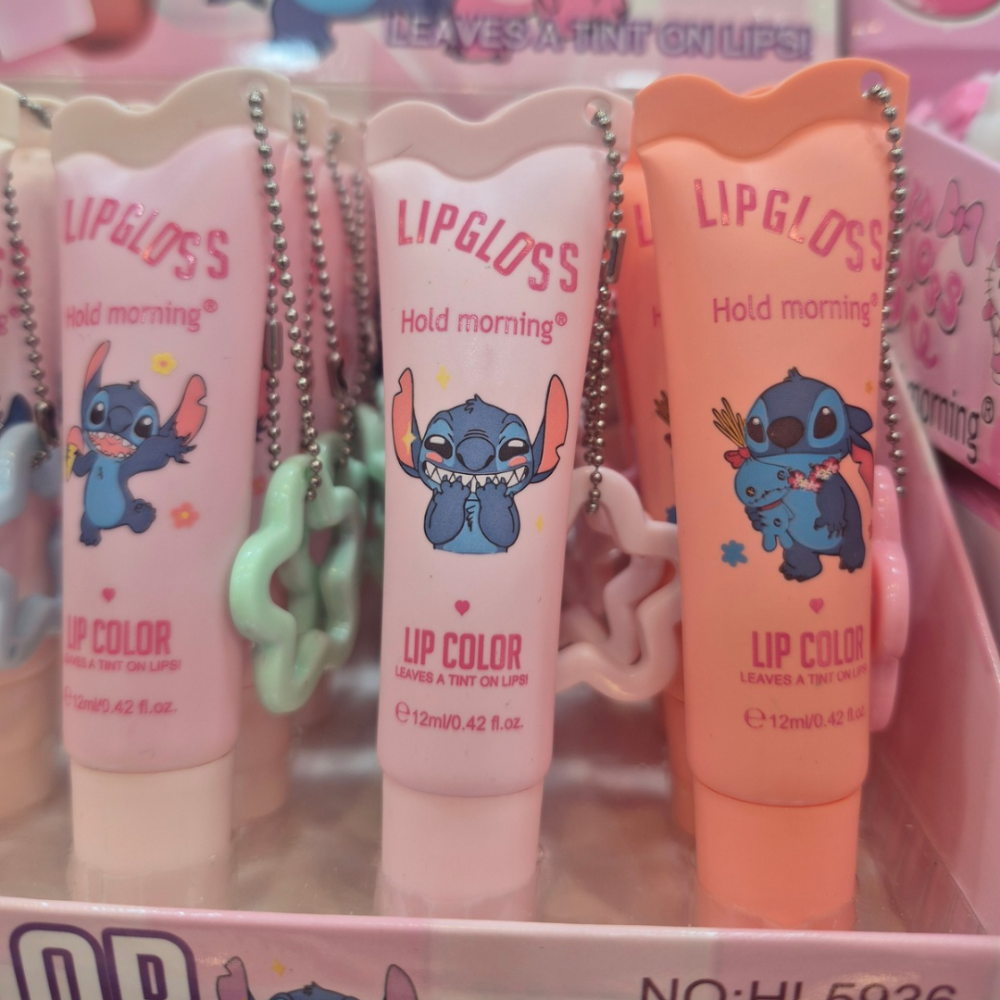 LEAVES A TINT ON LIPS!
LIPGLOSS
Hold morning®
LIP COLOR
LEAVES A TINT ON LIPS!
℮12ml/0.42 fl.oz.
LIPGLOSS
Hold morning®
LIP COLOR
LEAVES A TINT ON LIPS!
℮12ml/0.42 fl.oz.
LIPGLOSS
Hold morning®
LIP COLOR
LEAVES A TINT ON LIPS!
℮12ml/0.42 fl.oz.